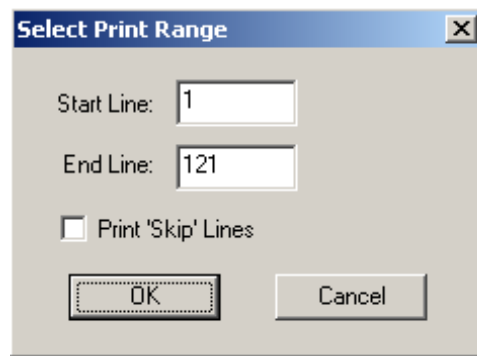 Select Print Range
Start Line: 1
End Line: 121
Print 'Skip' Lines
OK Cancel